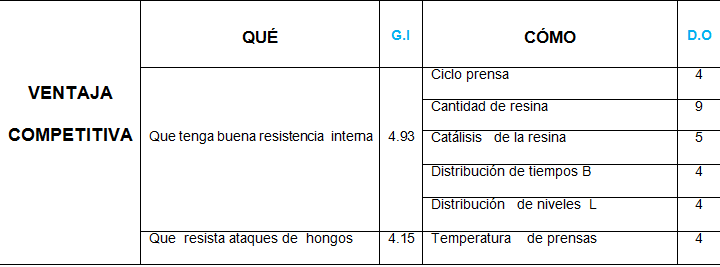 QUÉ G.I CÓMO D.O
VENTAJA
COMPETITIVA
Que tenga buena resistencia interna 4.93
Ciclo prensa 4
Cantidad de resina 9
Catálisis de la resina 5
Distribución de tiempos B 4
Distribución de niveles L 4
Que resista ataques de hongos 4.15 Temperatura de prensas 4